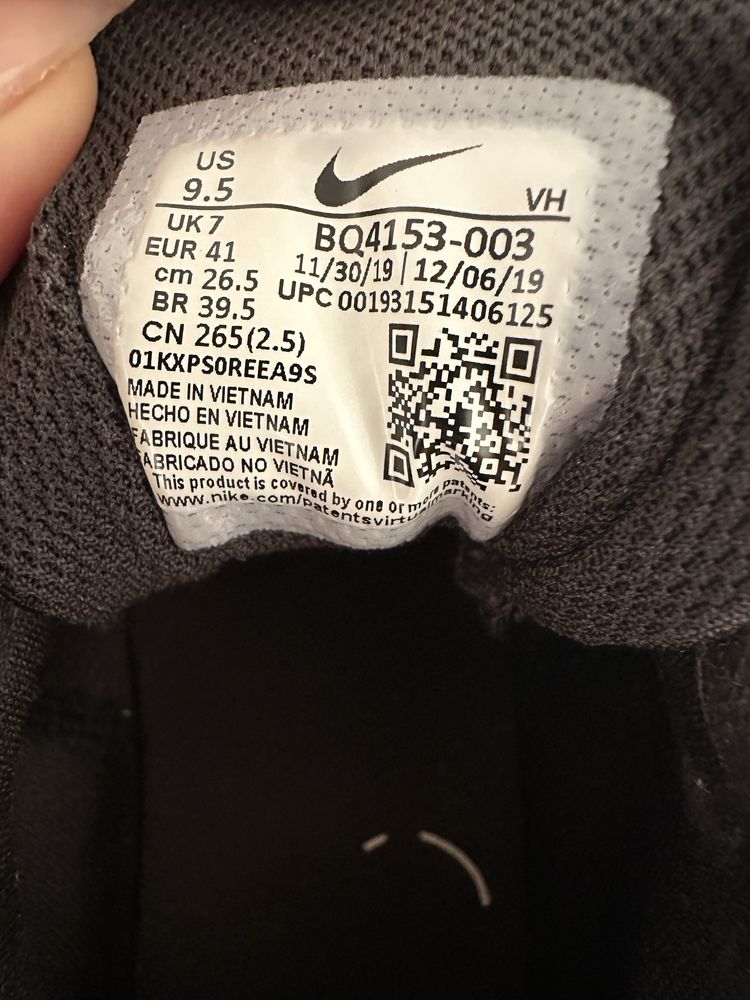 US
9.5
VH
UK 7
EUR 41
cm 26.5
BR 39.5
CN 265(2.5)
BQ4153-003
11/30/19 | 12/06/19
UPC 00193151406125
01KXPS0REEA9S
MADE IN VIETNAM
HECHO EN VIETNAM
FABRIQUE AU VIETNAM
FABRICADO NO VIETNÃ
This product is covered by one or more patents:
www.nike.com/patentsvirtualmarking